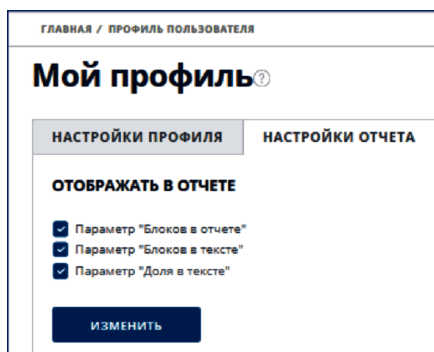 ГЛАВНАЯ / ПРОФИЛЬ ПОЛЬЗОВАТЕЛЯ
Мой профиль?
НАСТРОЙКИ ПРОФИЛЯ НАСТРОЙКИ ОТЧЕТА
ОТОБРАЖАТЬ В ОТЧЕТЕ
Параметр "Блоков в отчете"
Параметр "Блоков в тексте"
Параметр "Доля в тексте"
ИЗМЕНИТЬ